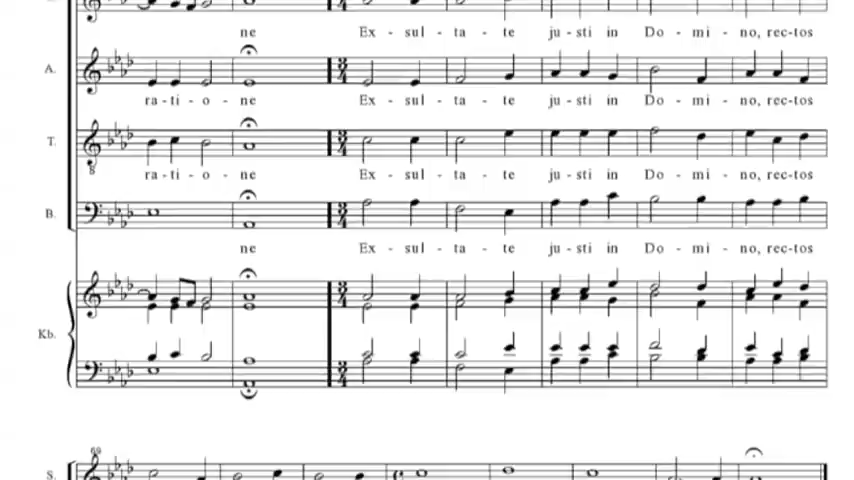 ne Ex - sul - ta - te ju - sti in Do - mi - no, rec-tos
A.
ra - ti - o - ne Ex - sul - ta - te ju - sti in Do - mi - no, rec-tos
T.
8
ra - ti - o - ne Ex - sul - ta - te ju - sti in Do - mi - no, rec-tos
B.
ne Ex - sul - ta - te ju - sti in Do - mi - no, rec-tos
Kb.
69
S.